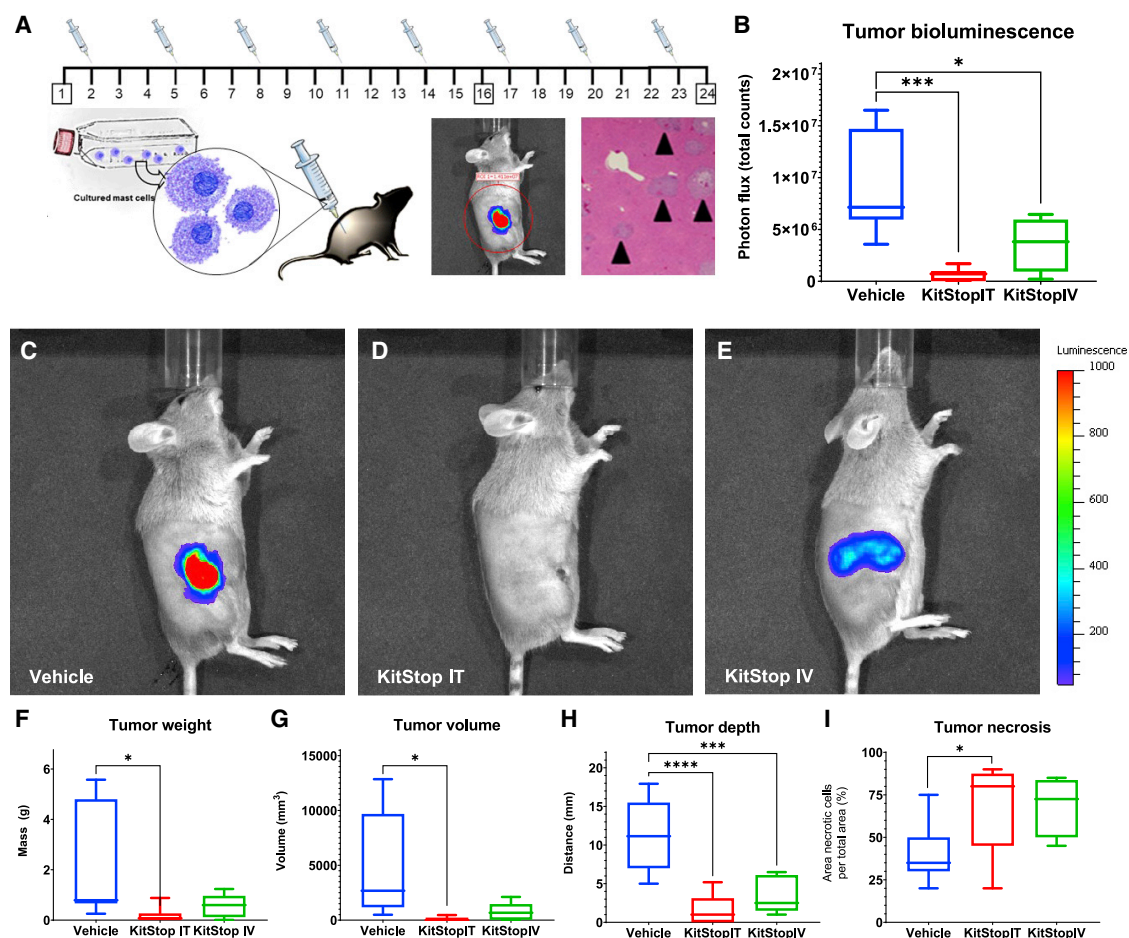 A
1 2 3 4 5 6 7 8 9 10 11 12 13 14 15 16 17 18 19 20 21 22 23 24
Cultured mast cells
B
Tumor bioluminescence
Photon flux (total counts)
2×10⁷
1.5×10⁷
1×10⁷
5×10⁶
0
*
***
Vehicle KitStopIT KitStopIV
C
Vehicle
D
KitStop IT
E
KitStop IV
Luminescence
1000
800
600
400
200
F
Tumor weight
Mass (g)
6
4
2
0
*
Vehicle KitStop IT KitStop IV
G
Tumor volume
Volume (mm³)
15000
10000
5000
0
*
Vehicle KitStopIT KitStopIV
H
Tumor depth
Distance (mm)
20
15
10
5
0
***
****
Vehicle KitStopIT KitStopIV
I
Tumor necrosis
Area necrotic cells
per total area (%)
100
75
50
25
0
*
Vehicle KitStop IT KitStop IV